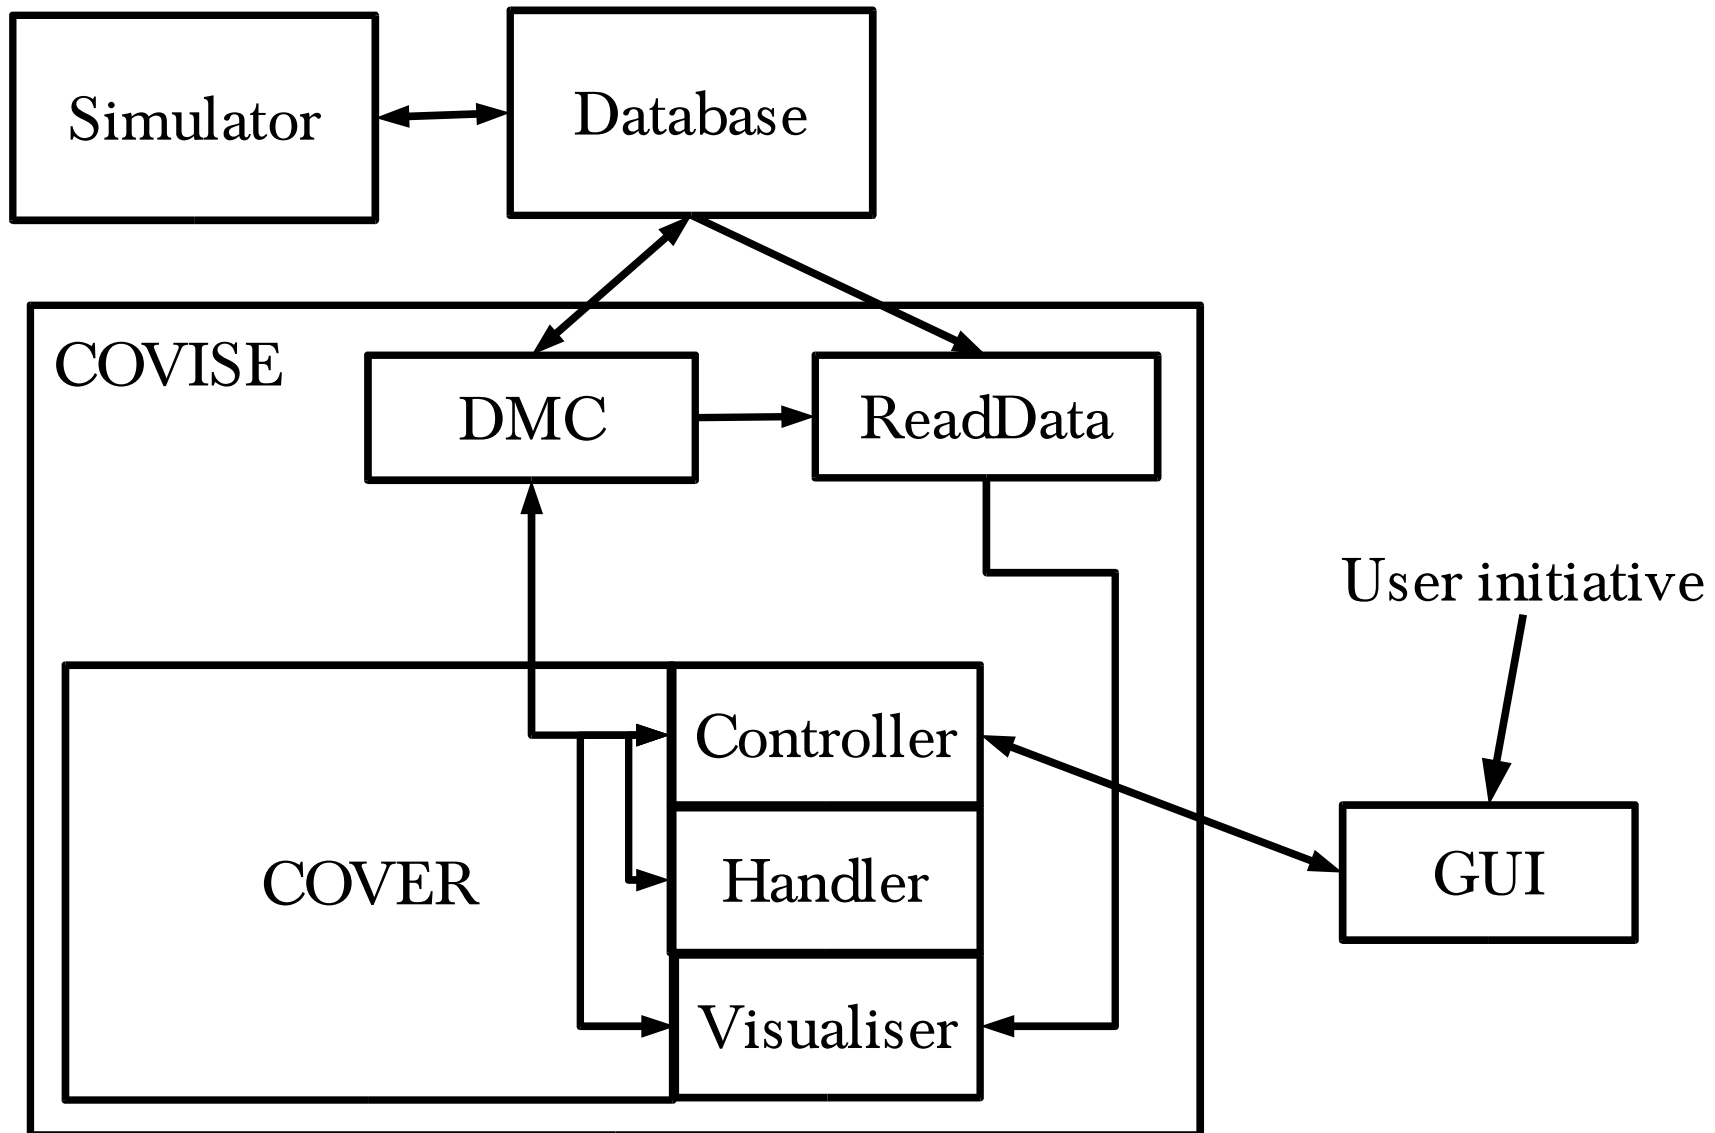 Simulator
Database
COVISE
DMC
ReadData
User initiative
Controller
COVER
Handler
GUI
Visualiser